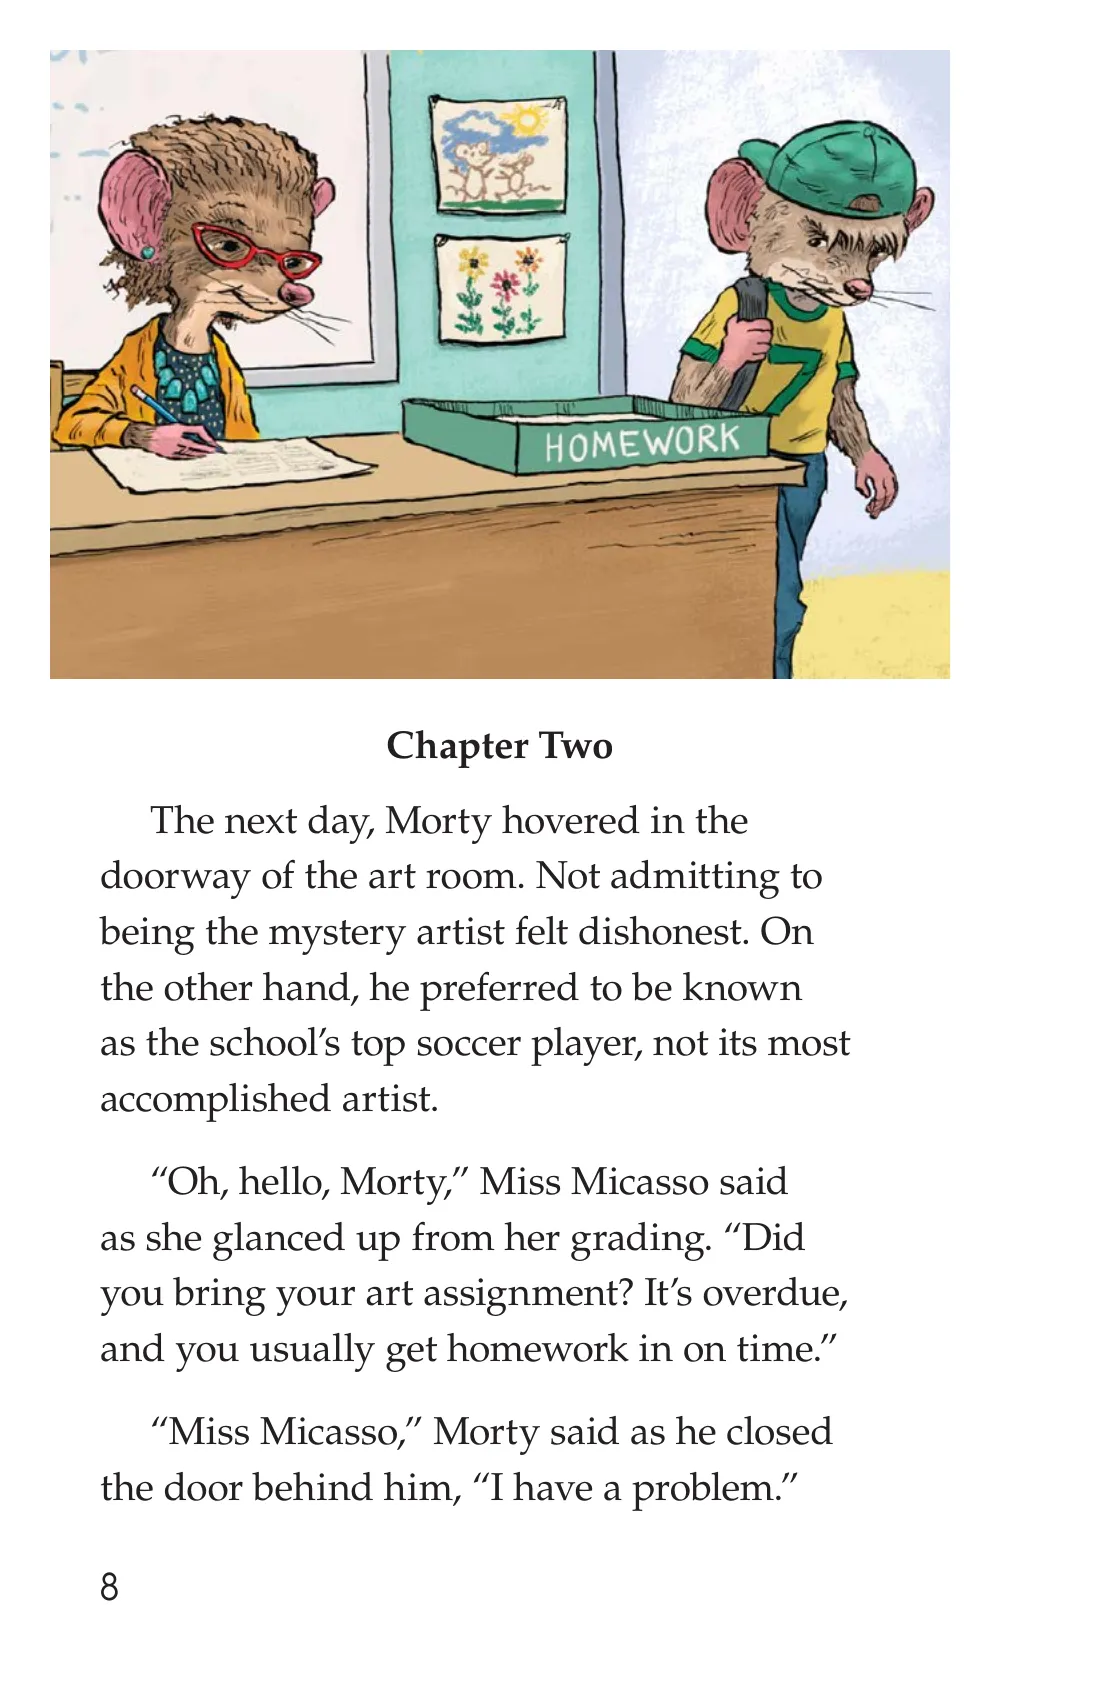 HOMEWORK
7
Chapter Two
The next day, Morty hovered in the
doorway of the art room. Not admitting to
being the mystery artist felt dishonest. On
the other hand, he preferred to be known
as the school’s top soccer player, not its most
accomplished artist.
“Oh, hello, Morty,” Miss Micasso said
as she glanced up from her grading. “Did
you bring your art assignment? It’s overdue,
and you usually get homework in on time.”
“Miss Micasso,” Morty said as he closed
the door behind him, “I have a problem.”
8